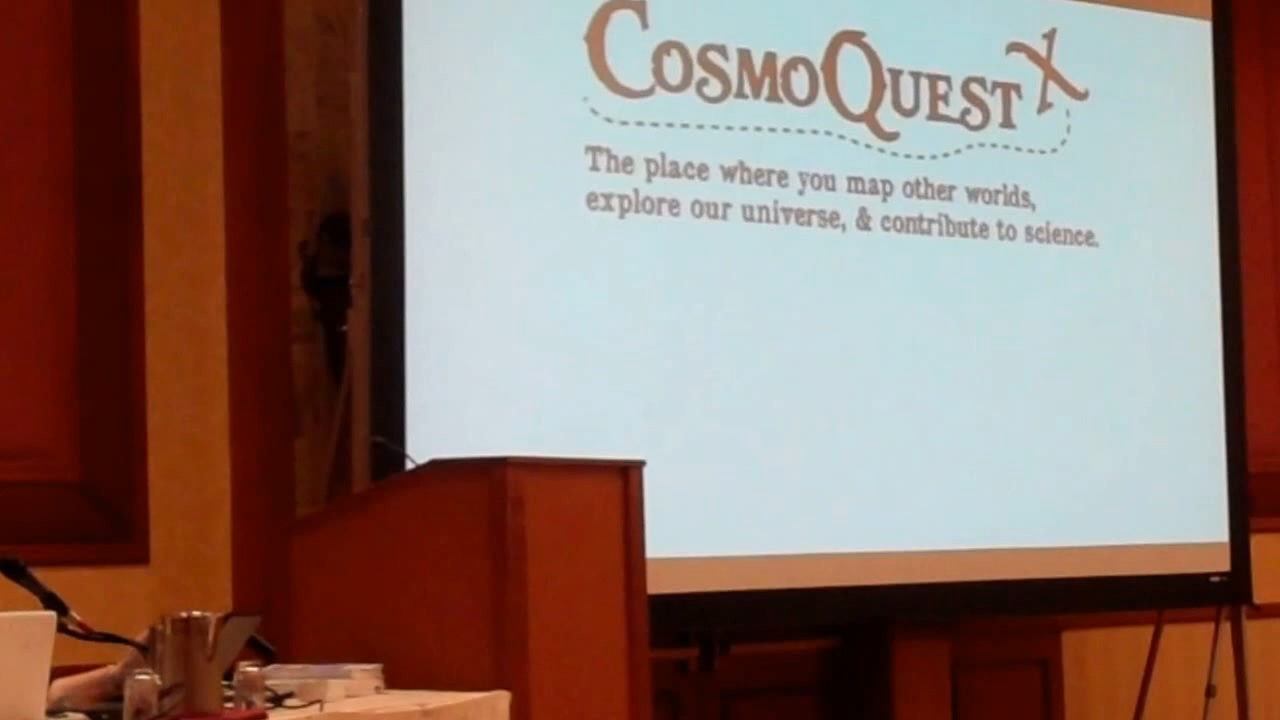 COSMOQUEST X
The place where you map other worlds,
explore our universe, & contribute to science.